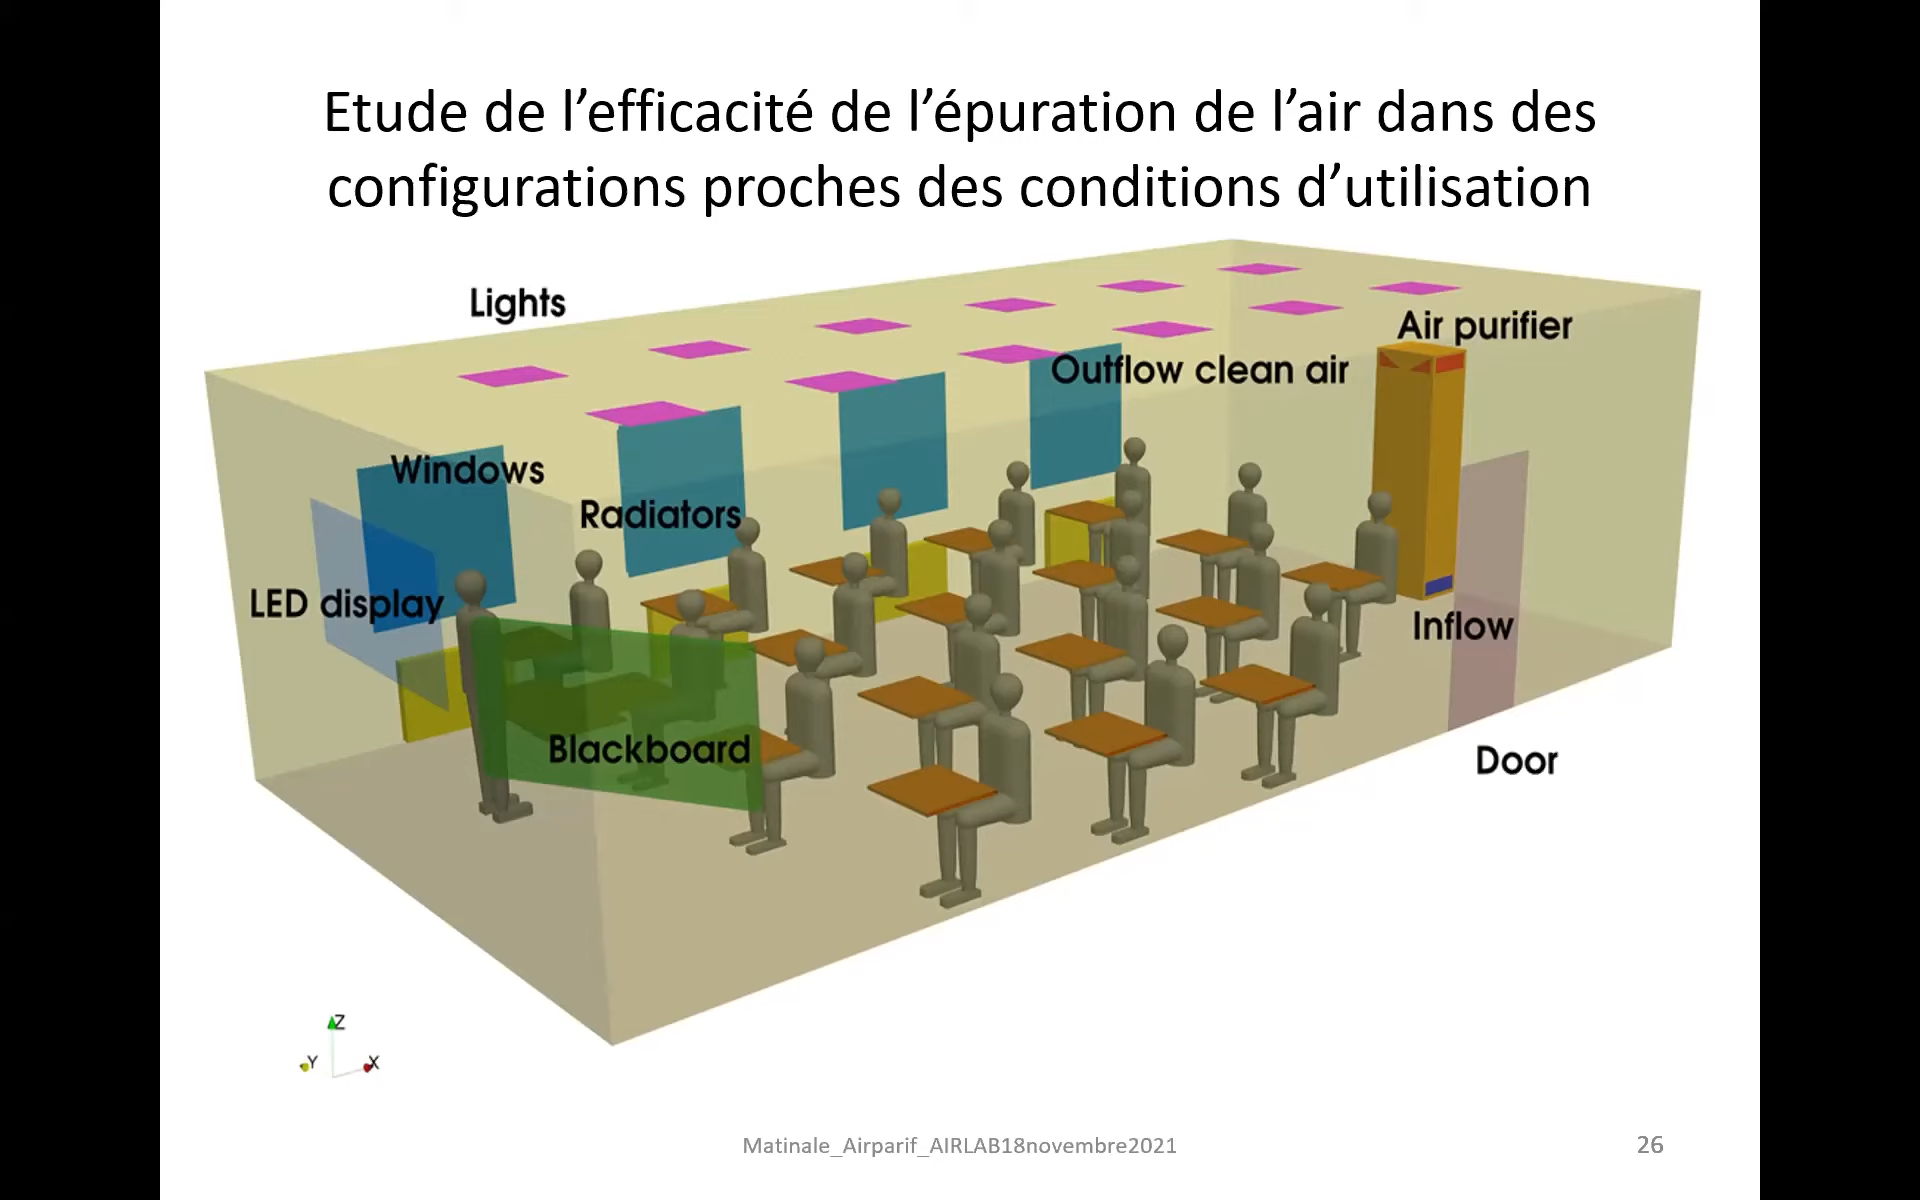 Etude de l’efficacité de l’épuration de l’air dans des
configurations proches des conditions d’utilisation
Lights
Air purifier
Outflow clean air
Windows
Radiators
LED display
Inflow
Blackboard
Door
Z
Y
X
Matinale_Airparif_AIRLAB18novembre2021
26